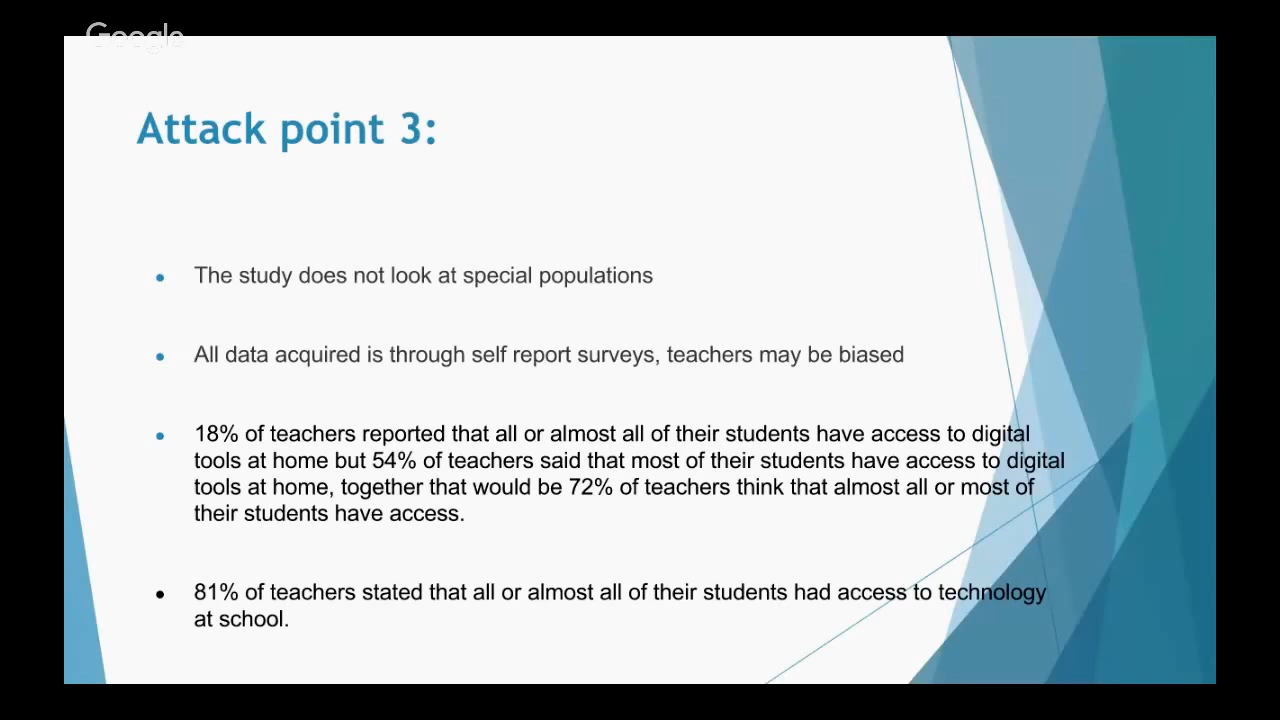 Google
Attack point 3:
The study does not look at special populations
All data acquired is through self report surveys, teachers may be biased
18% of teachers reported that all or almost all of their students have access to digital
tools at home but 54% of teachers said that most of their students have access to digital
tools at home, together that would be 72% of teachers think that almost all or most of
their students have access.
81% of teachers stated that all or almost all of their students had access to technology
at school.